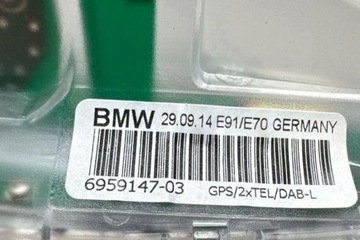 BMW 29.09.14 E91/E70 GERMANY
6959147-03 GPS/2xTEL/DAB-L